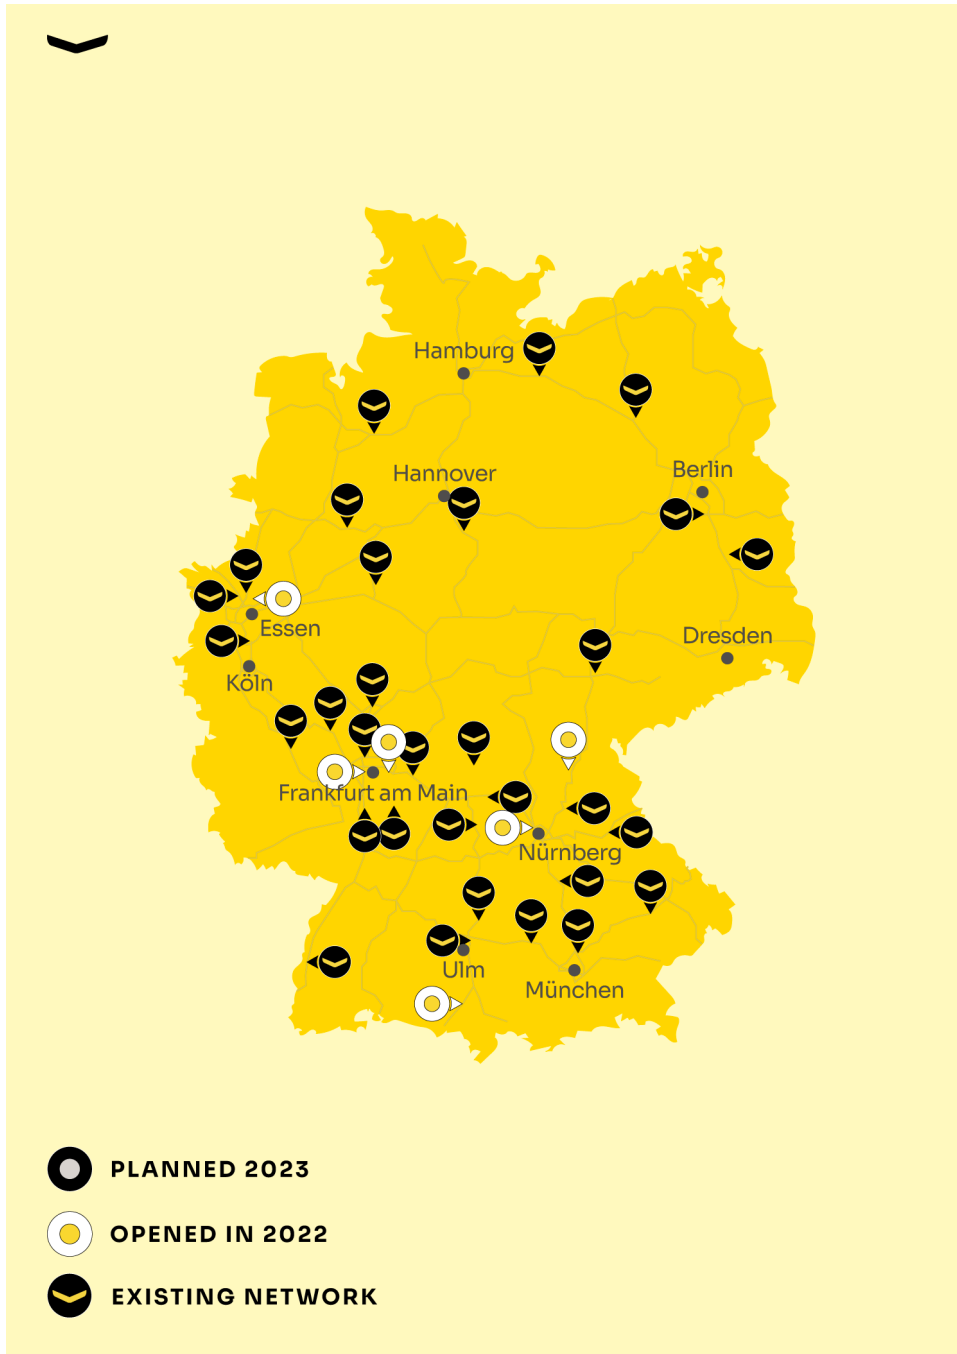 Hamburg
Hannover
Berlin
Essen
Dresden
Köln
Frankfurt am Main
Nürnberg
Ulm
München
PLANNED 2023
OPENED IN 2022
EXISTING NETWORK